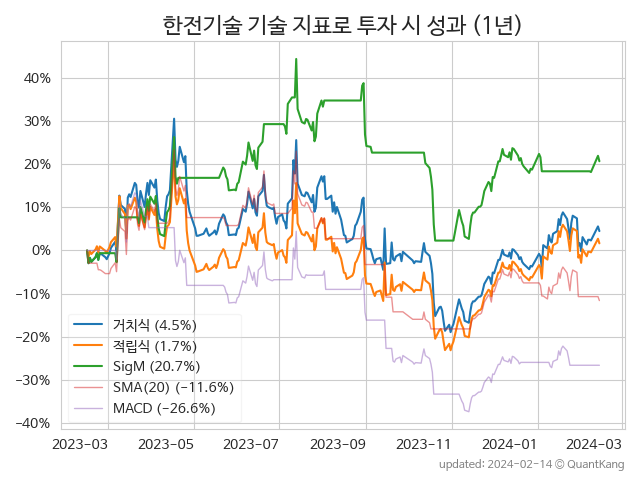 한전기술 기술 지표로 투자 시 성과 (1년)
40%
30%
20%
10%
0%
−10%
−20%
−30%
−40%
거치식 (4.5%)
적립식 (1.7%)
SigM (20.7%)
SMA(20) (−11.6%)
MACD (−26.6%)
2023-03
2023-05
2023-07
2023-09
2023-11
2024-01
2024-03
updated: 2024-02-14 © QuantKang